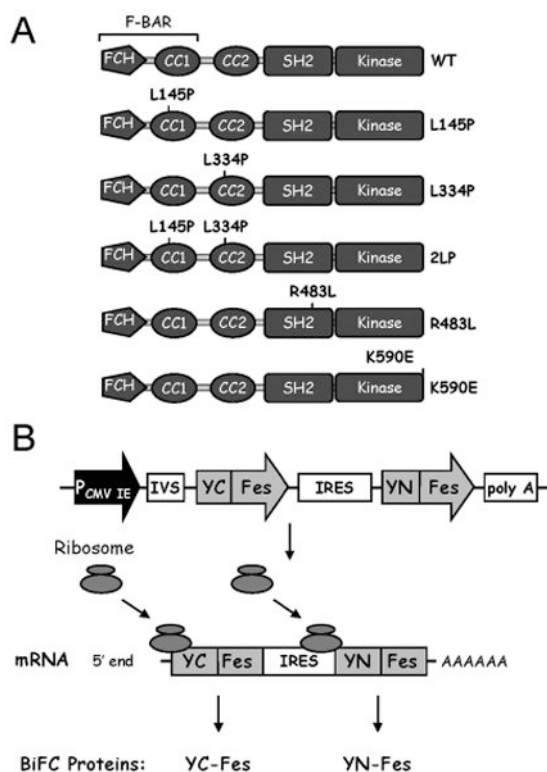 A
F-BAR
FCH CC1 CC2 SH2 Kinase WT
L145P
FCH CC1 CC2 SH2 Kinase L145P
L334P
FCH CC1 CC2 SH2 Kinase L334P
L145P L334P
FCH CC1 CC2 SH2 Kinase 2LP
R483L
FCH CC1 CC2 SH2 Kinase R483L
K590E
FCH CC1 CC2 SH2 Kinase K590E
B
PCMV IE IVS YC Fes IRES YN Fes poly A
Ribosome
mRNA 5' end YC Fes IRES YN Fes AAAAAA
BiFC Proteins: YC-Fes YN-Fes